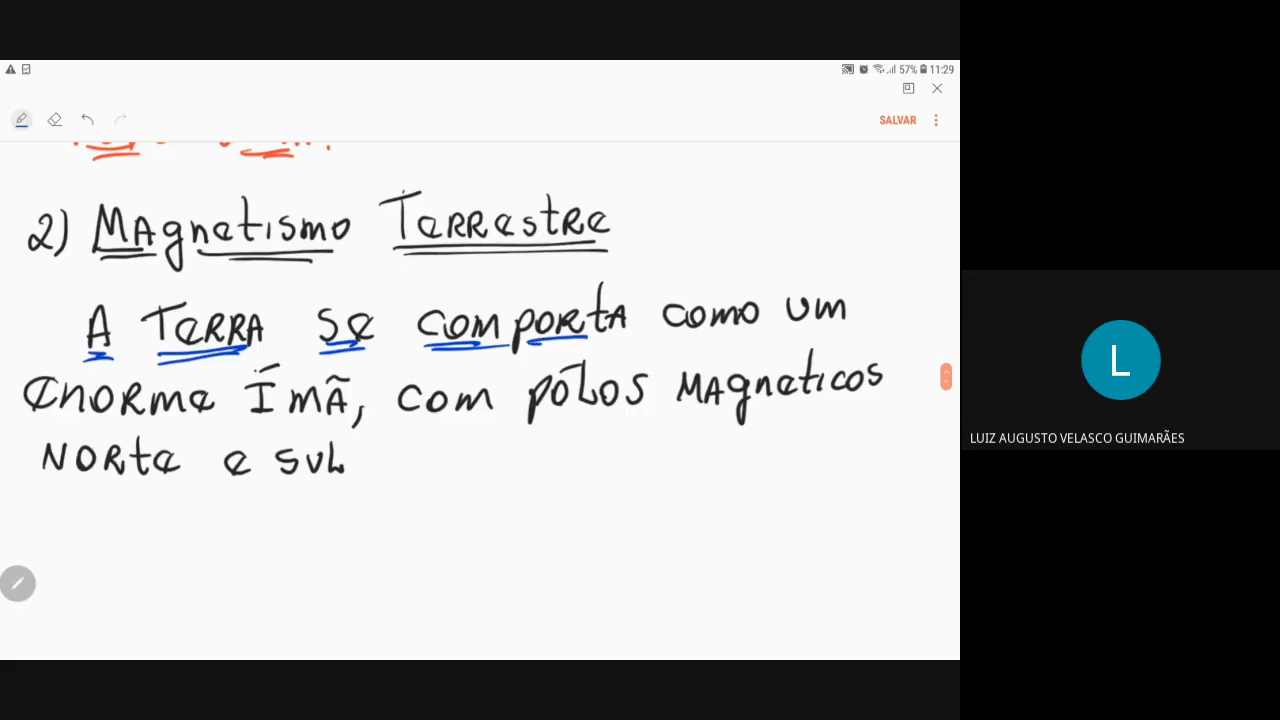 57% 11:29
SALVAR
2) Magnetismo Terrestre
A Terra se comporta como um
enorme ímã, com pólos magneticos
norte e sul
L
LUIZ AUGUSTO VELASCO GUIMARÃES